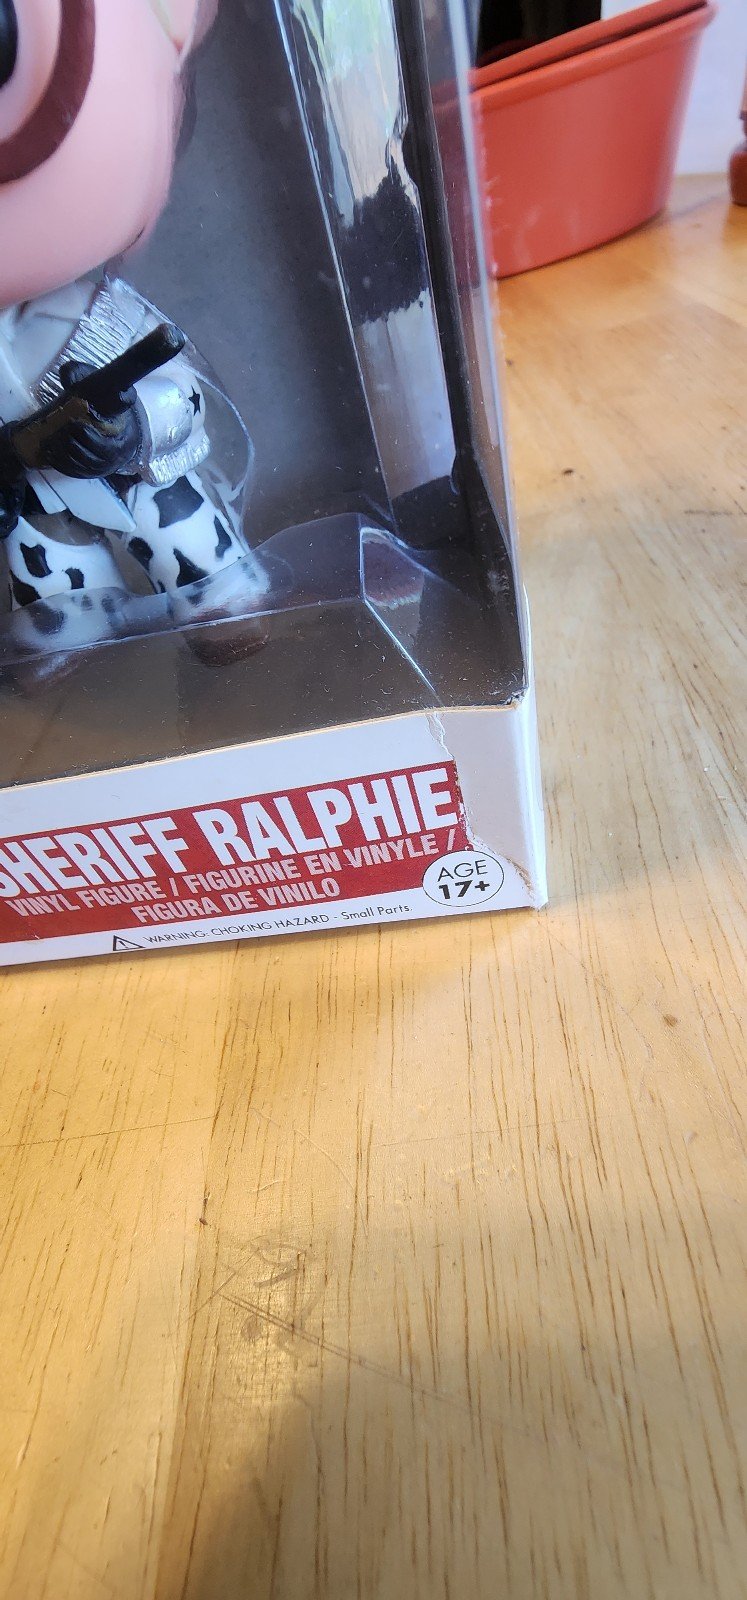 SHERIFF RALPHIE
VINYL FIGURE / FIGURINE EN VINYLE /
FIGURA DE VINILO
AGE
17+
WARNING: CHOKING HAZARD - Small Parts.